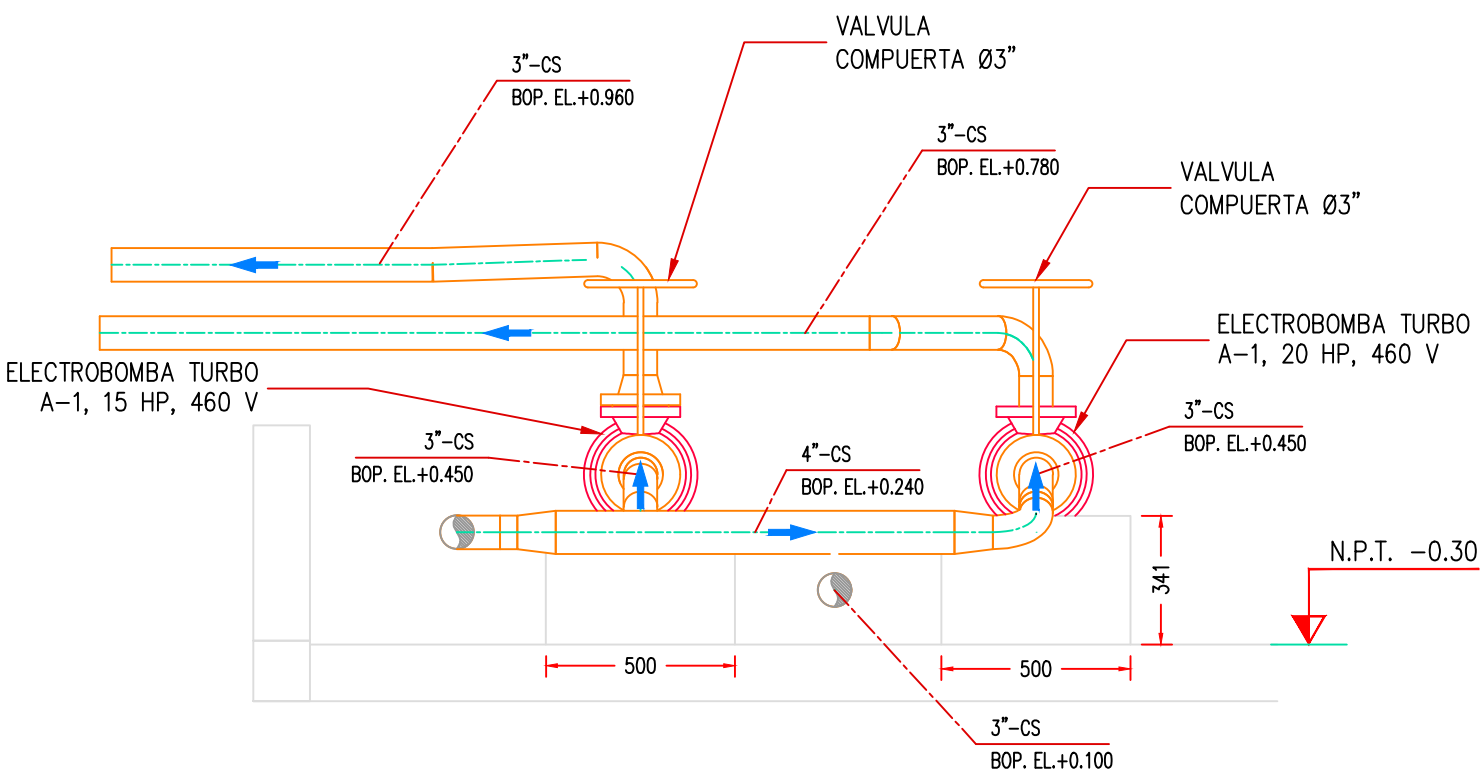 VALVULA
COMPUERTA Ø3"
3"-CS
BOP. EL.+0.960
3"-CS
BOP. EL.+0.780
VALVULA
COMPUERTA Ø3"
ELECTROBOMBA TURBO
A-1, 20 HP, 460 V
ELECTROBOMBA TURBO
A-1, 15 HP, 460 V
3"-CS
BOP. EL.+0.450
3"-CS
BOP. EL.+0.450
4"-CS
BOP. EL.+0.240
N.P.T. -0.30
341
500
500
3"-CS
BOP. EL.+0.100